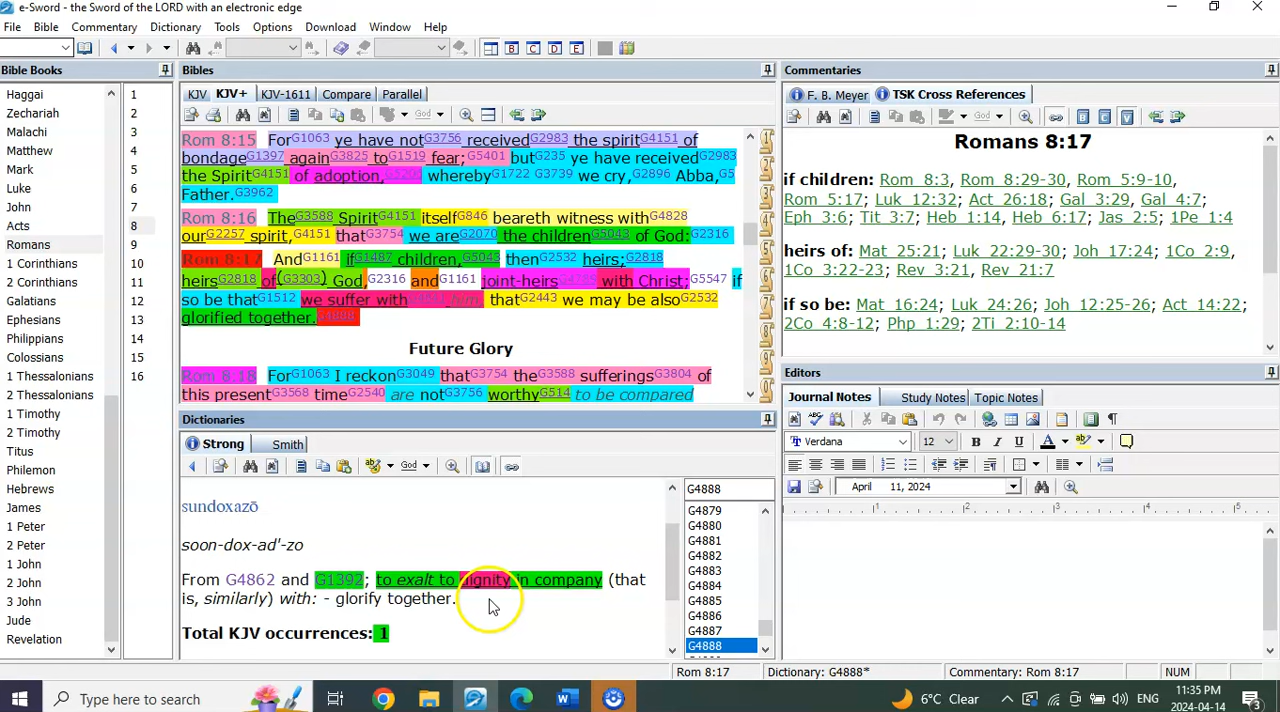 e-Sword - the Sword of the LORD with an electronic edge
File Bible Commentary Dictionary Tools Options Download Window Help
B C D E
Bible Books
Haggai
Zechariah
Malachi
Matthew
Mark
Luke
John
Acts
Romans
1 Corinthians
2 Corinthians
Galatians
Ephesians
Philippians
Colossians
1 Thessalonians
2 Thessalonians
1 Timothy
2 Timothy
Titus
Philemon
Hebrews
James
1 Peter
2 Peter
1 John
2 John
3 John
Jude
Revelation
1
2
3
4
5
6
7
8
9
10
11
12
13
14
15
16
Bibles
KJV KJV+ KJV-1611 Compare Parallel
God
Rom 8:15 ForG1063 ye have notG3756 receivedG2983 the spiritG4151 of
bondageG1397 againG3825 toG1519 fear;G5401 butG235 ye have receivedG2983
the SpiritG4151 of adoption,G5206 wherebyG1722 G3739 we cry,G2896 Abba,G5
Father.G3962
Rom 8:16 TheG3588 SpiritG4151 itselfG846 beareth witness withG4828
ourG2257 spirit,G4151 thatG3754 we areG2070 the childrenG5043 of God:G2316
Rom 8:17 AndG1161 ifG1487 children,G5043 thenG2532 heirs;G2818
heirsG2818 of(G3303) God,G2316 andG1161 joint-heirsG4789 with Christ;G5547 if
so be thatG1512 we suffer withG4841 him, thatG2443 we may be alsoG2532
glorified together.G4888
Future Glory
Rom 8:18 ForG1063 I reckonG3049 thatG3754 theG3588 sufferingsG3804 of
this presentG3568 timeG2540 are notG3756 worthyG514 to be compared
Dictionaries
Strong Smith
God
sundoxazō
soon-dox-ad'-zo
From G4862 and G1392; to exalt to dignity in company (that
is, similarly) with: - glorify together.
Total KJV occurrences: 1
G4888
G4879
G4880
G4881
G4882
G4883
G4884
G4885
G4886
G4887
G4888
Commentaries
F. B. Meyer TSK Cross References
God B C V
Romans 8:17
if children: Rom 8:3, Rom 8:29-30, Rom 5:9-10,
Rom 5:17; Luk 12:32; Act 26:18; Gal 3:29; Gal 4:7;
Eph 3:6; Tit 3:7; Heb 1:14, Heb 6:17; Jas 2:5; 1Pe 1:4
heirs of: Mat 25:21; Luk 22:29-30; Joh 17:24; 1Co 2:9,
1Co 3:22-23; Rev 3:21, Rev 21:7
if so be: Mat 16:24; Luk 24:26; Joh 12:25-26; Act 14:22;
2Co 4:8-12; Php 1:29; 2Ti 2:10-14
Editors
Journal Notes Study Notes Topic Notes
Verdana 12 B I U A
April 11, 2024
1 2 3 4 5
Rom 8:17 Dictionary: G4888* Commentary: Rom 8:17 NUM
Type here to search
6°C Clear ENG
11:35 PM
2024-04-14
3